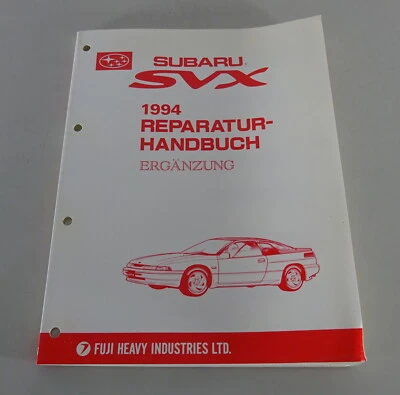 SUBARU
SVX
1994
REPARATUR-
HANDBUCH
ERGÄNZUNG
FUJI HEAVY INDUSTRIES LTD.